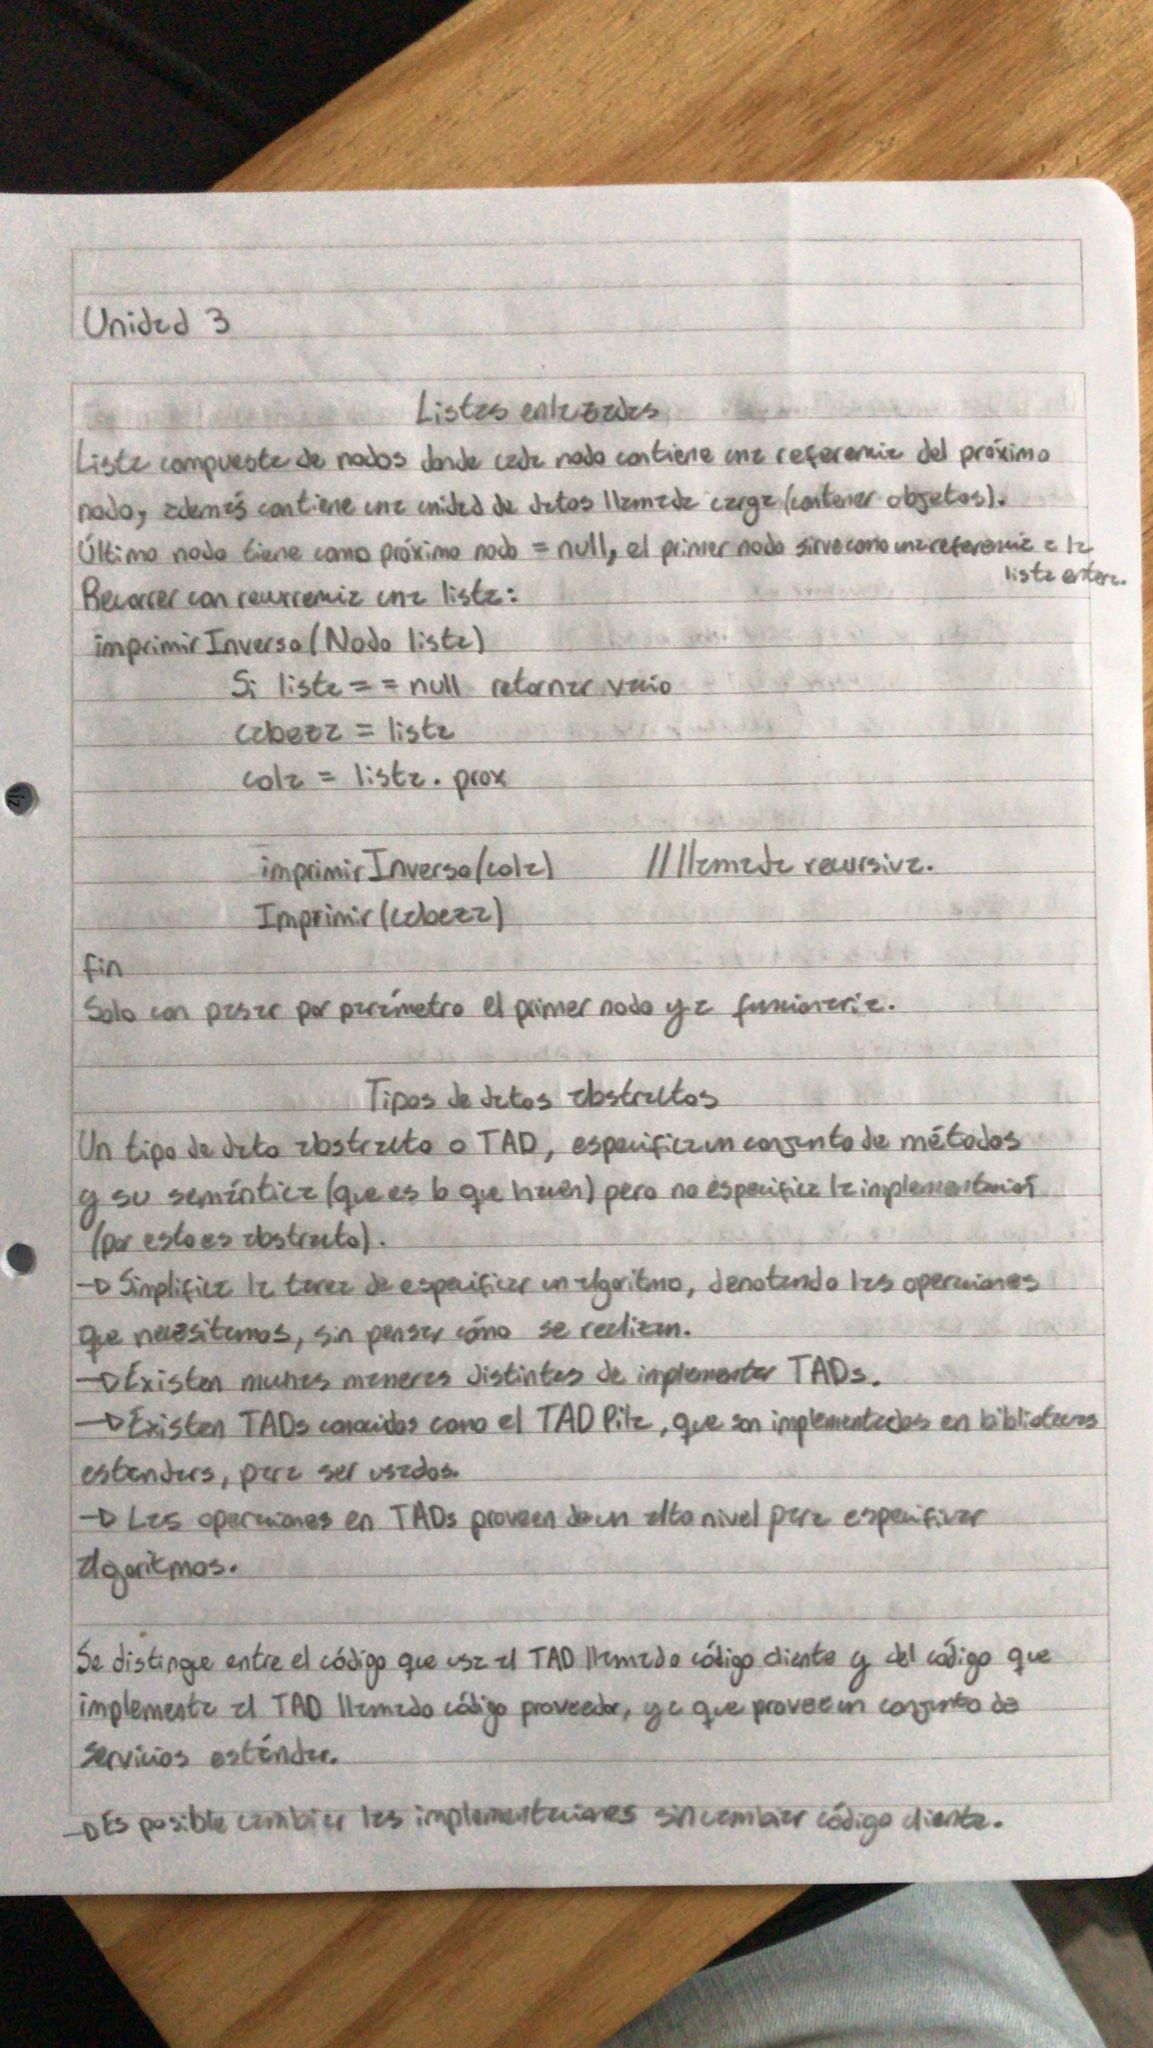 Unidad 3
Listas enlazadas
Lista compuesta de nodos donde cada nodo contiene una referencia del próximo
nodo, además contiene una unidad de datos llamada carga (contener objetos).
Último nodo tiene como próximo nodo = null, el primer nodo sirve como una referencia a la
lista entera.
Recorrer con recurrencia una lista:
imprimirInverso(Nodo lista)
Si lista == null retornar vacio
cabeza = lista
cola = lista.prox
imprimirInverso(cola) // llamada recursiva.
Imprimir(cabeza)
fin
Solo con pasar por parámetro el primer nodo ya funcionaria.
Tipos de datos abstractos
Un tipo de dato abstracto o TAD, especifica un conjunto de métodos
y su semántica (que es lo que hacen) pero no especifica la implementación
(por esto es abstracto).
→ Simplifica la tarea de especificar un algoritmo, denotando las operaciones
que necesitamos, sin pensar cómo se realizan.
→ Existen muchas maneras distintas de implementar TADs.
→ Existen TADs conocidos como el TAD Pila, que son implementados en bibliotecas
estandars, para ser usados.
→ Las operaciones en TADs proveen de un alto nivel para especificar
algoritmos.
Se distingue entre el código que usa el TAD llamado código cliente y del código que
implementa el TAD llamado código proveedor, ya que provee un conjunto de
servicios estándar.
→ Es posible cambiar las implementaciones sin cambiar código cliente.